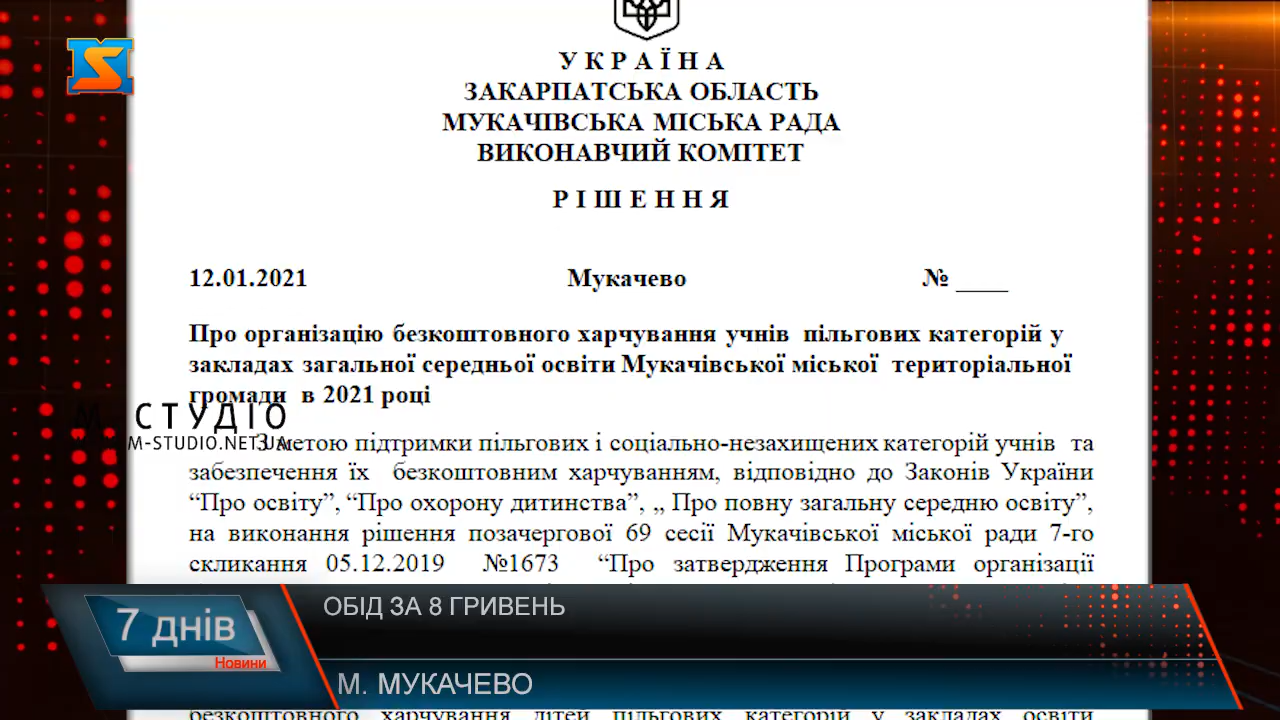 У К Р А Ї Н А
ЗАКАРПАТСЬКА ОБЛАСТЬ
МУКАЧІВСЬКА МІСЬКА РАДА
ВИКОНАВЧИЙ КОМІТЕТ
Р І Ш Е Н Н Я
12.01.2021 Мукачево № ____
Про організацію безкоштовного харчування учнів пільгових категорій у
закладах загальної середньої освіти Мукачівської міської територіальної
громади в 2021 році
М СТУДІО
M-STUDIO.NET.UA
З метою підтримки пільгових і соціально-незахищених категорій учнів та
забезпечення їх безкоштовним харчуванням, відповідно до Законів України
“Про освіту”, “Про охорону дитинства”, „ Про повну загальну середню освіту”,
на виконання рішення позачергової 69 сесії Мукачівської міської ради 7-го
скликання 05.12.2019 №1673 “Про затвердження Програми організації
7 днів
Новини
ОБІД ЗА 8 ГРИВЕНЬ
М. МУКАЧЕВО
безкоштовного харчування дітей пільгових категорій у закладах освіти